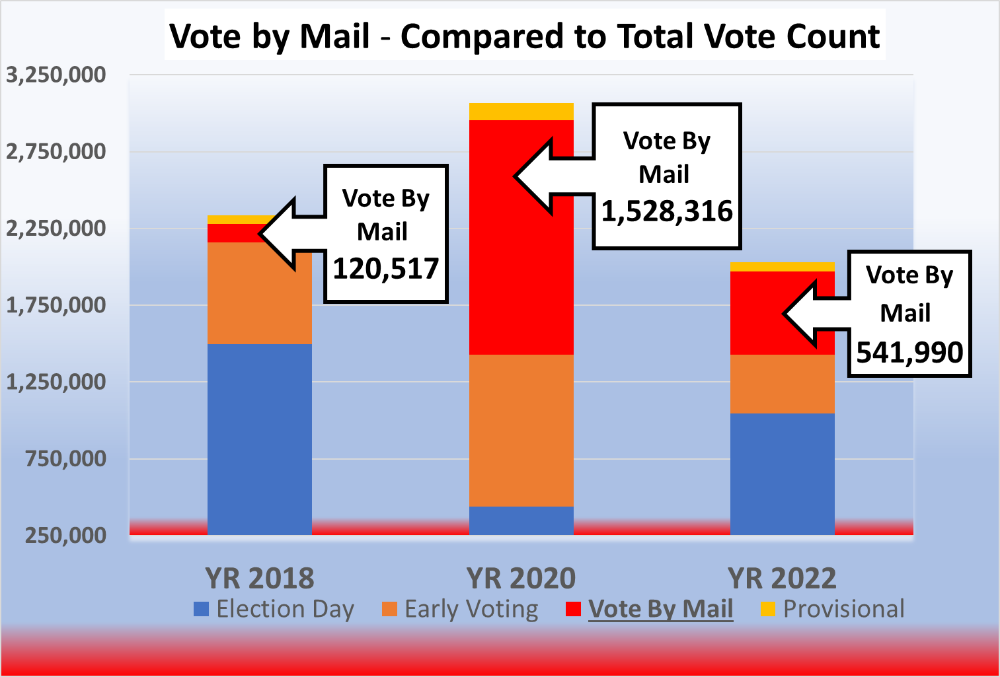 Vote by Mail - Compared to Total Vote Count
3,250,000
2,750,000
2,250,000
1,750,000
1,250,000
750,000
250,000
Vote By
Mail
120,517
Vote By
Mail
1,528,316
Vote By
Mail
541,990
YR 2018
YR 2020
YR 2022
Election Day
Early Voting
Vote By Mail
Provisional